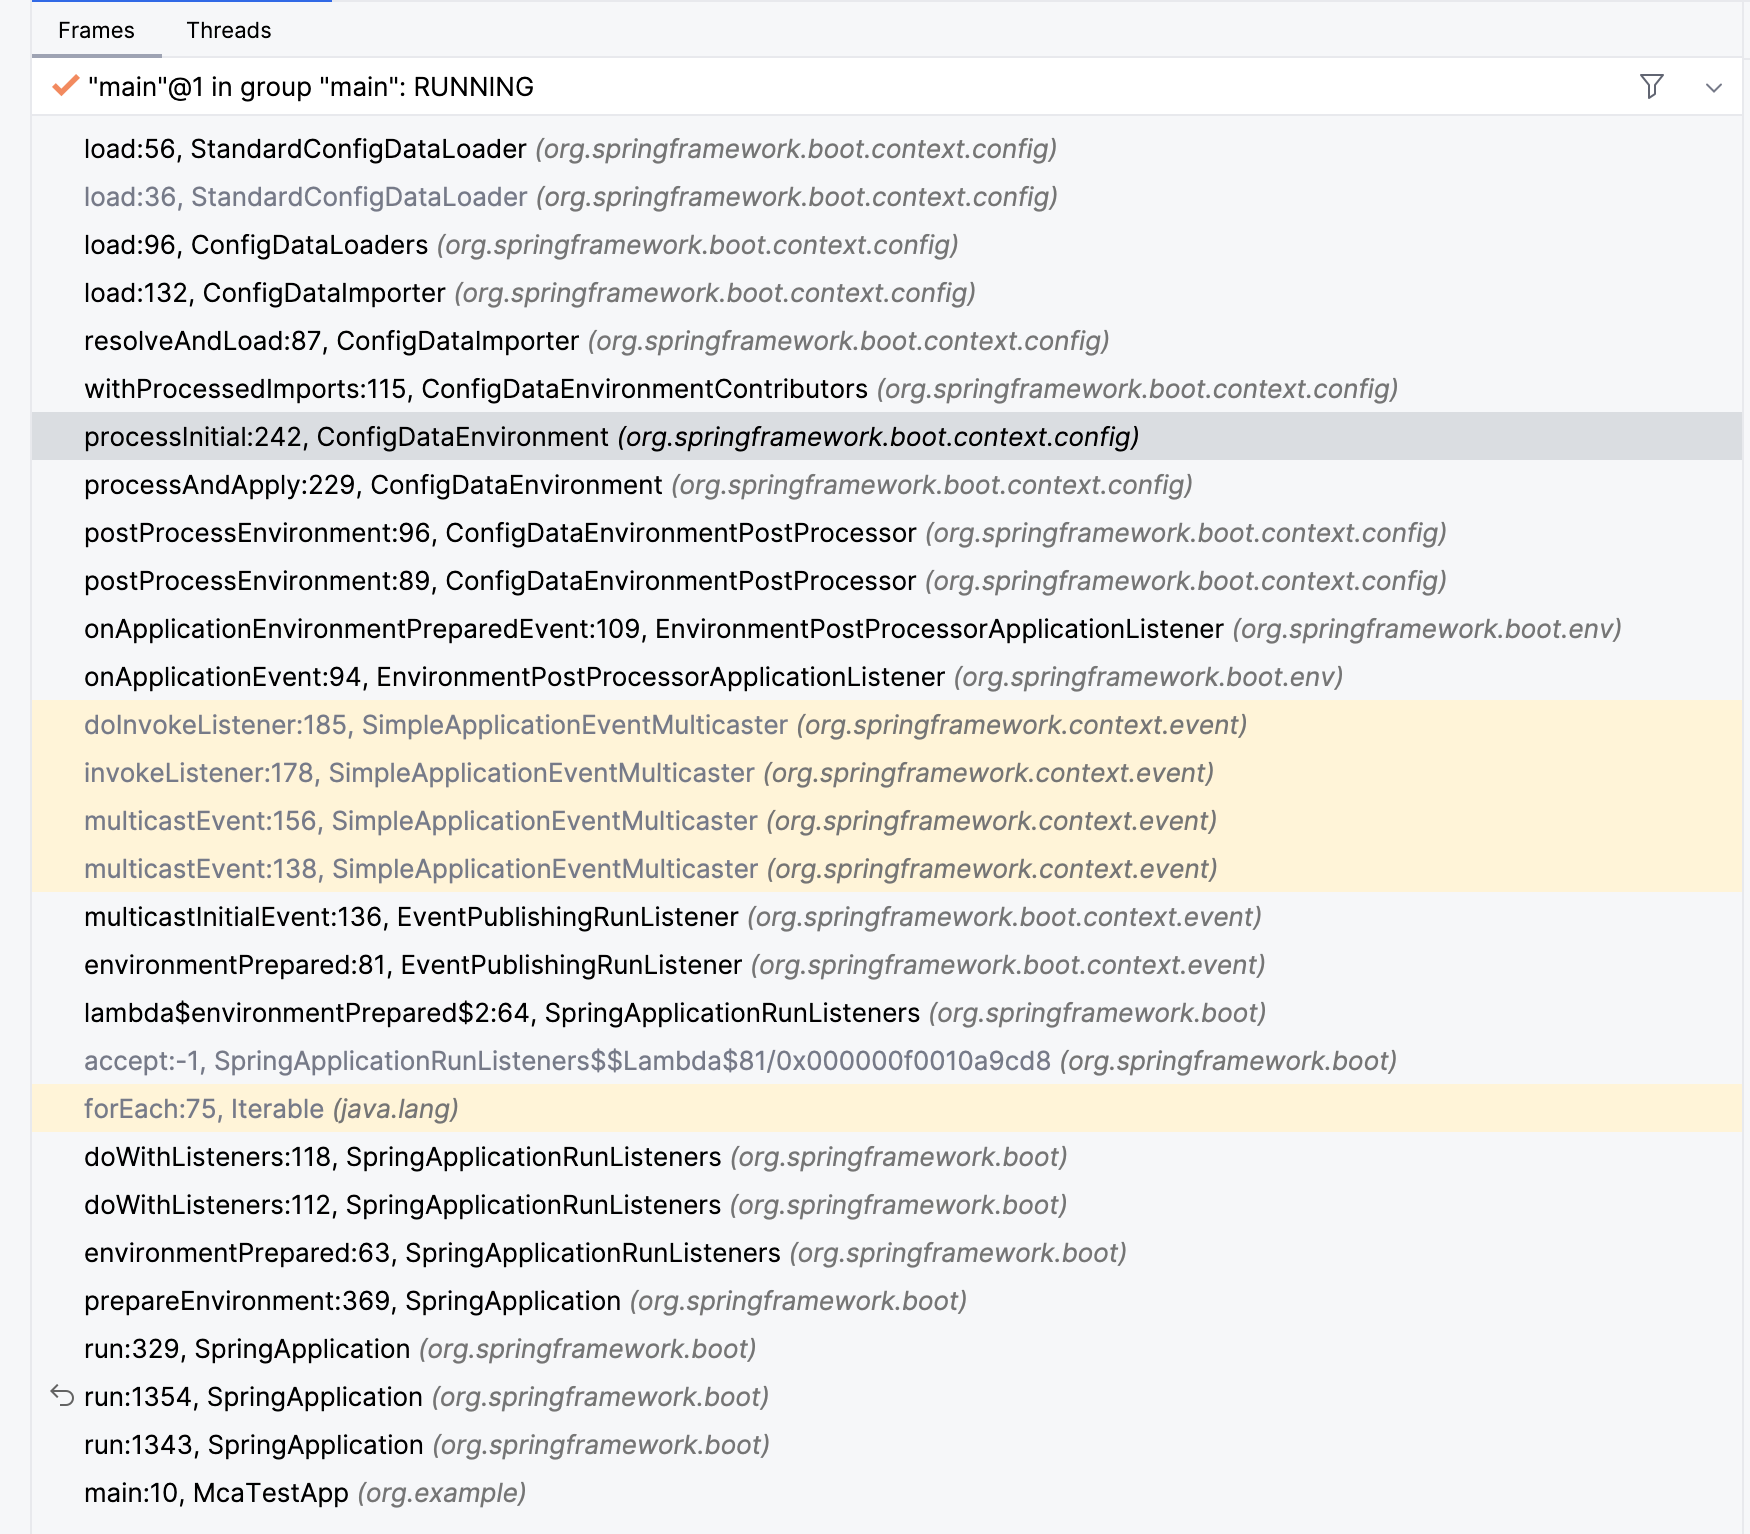 Frames Threads
"main"@1 in group "main": RUNNING
load:56, StandardConfigDataLoader (org.springframework.boot.context.config)
load:36, StandardConfigDataLoader (org.springframework.boot.context.config)
load:96, ConfigDataLoaders (org.springframework.boot.context.config)
load:132, ConfigDataImporter (org.springframework.boot.context.config)
resolveAndLoad:87, ConfigDataImporter (org.springframework.boot.context.config)
withProcessedImports:115, ConfigDataEnvironmentContributors (org.springframework.boot.context.config)
processInitial:242, ConfigDataEnvironment (org.springframework.boot.context.config)
processAndApply:229, ConfigDataEnvironment (org.springframework.boot.context.config)
postProcessEnvironment:96, ConfigDataEnvironmentPostProcessor (org.springframework.boot.context.config)
postProcessEnvironment:89, ConfigDataEnvironmentPostProcessor (org.springframework.boot.context.config)
onApplicationEnvironmentPreparedEvent:109, EnvironmentPostProcessorApplicationListener (org.springframework.boot.env)
onApplicationEvent:94, EnvironmentPostProcessorApplicationListener (org.springframework.boot.env)
doInvokeListener:185, SimpleApplicationEventMulticaster (org.springframework.context.event)
invokeListener:178, SimpleApplicationEventMulticaster (org.springframework.context.event)
multicastEvent:156, SimpleApplicationEventMulticaster (org.springframework.context.event)
multicastEvent:138, SimpleApplicationEventMulticaster (org.springframework.context.event)
multicastInitialEvent:136, EventPublishingRunListener (org.springframework.boot.context.event)
environmentPrepared:81, EventPublishingRunListener (org.springframework.boot.context.event)
lambda$environmentPrepared$2:64, SpringApplicationRunListeners (org.springframework.boot)
accept:-1, SpringApplicationRunListeners$$Lambda$81/0x000000f0010a9cd8 (org.springframework.boot)
forEach:75, Iterable (java.lang)
doWithListeners:118, SpringApplicationRunListeners (org.springframework.boot)
doWithListeners:112, SpringApplicationRunListeners (org.springframework.boot)
environmentPrepared:63, SpringApplicationRunListeners (org.springframework.boot)
prepareEnvironment:369, SpringApplication (org.springframework.boot)
run:329, SpringApplication (org.springframework.boot)
run:1354, SpringApplication (org.springframework.boot)
run:1343, SpringApplication (org.springframework.boot)
main:10, McaTestApp (org.example)